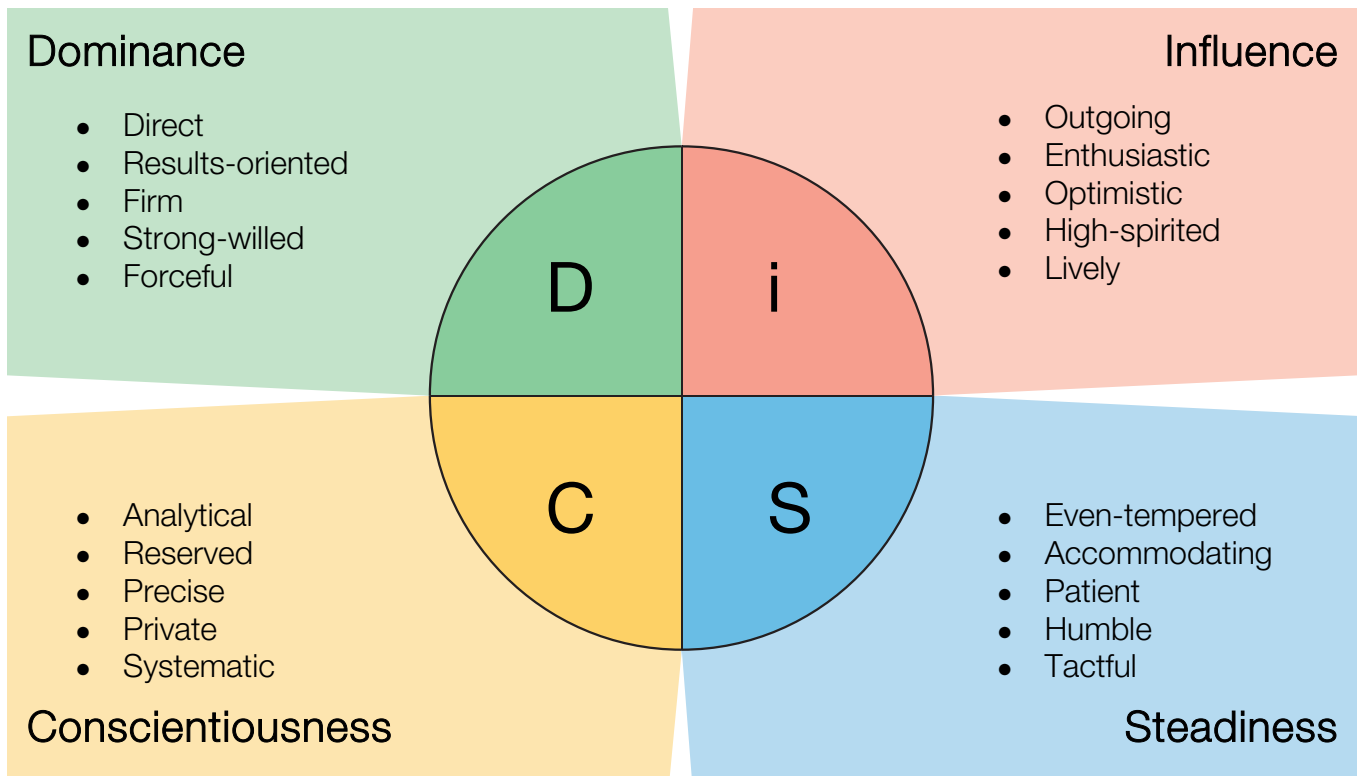 Dominance
• Direct
• Results-oriented
• Firm
• Strong-willed
• Forceful
Influence
• Outgoing
• Enthusiastic
• Optimistic
• High-spirited
• Lively
D
i
C
S
• Analytical
• Reserved
• Precise
• Private
• Systematic
Conscientiousness
• Even-tempered
• Accommodating
• Patient
• Humble
• Tactful
Steadiness